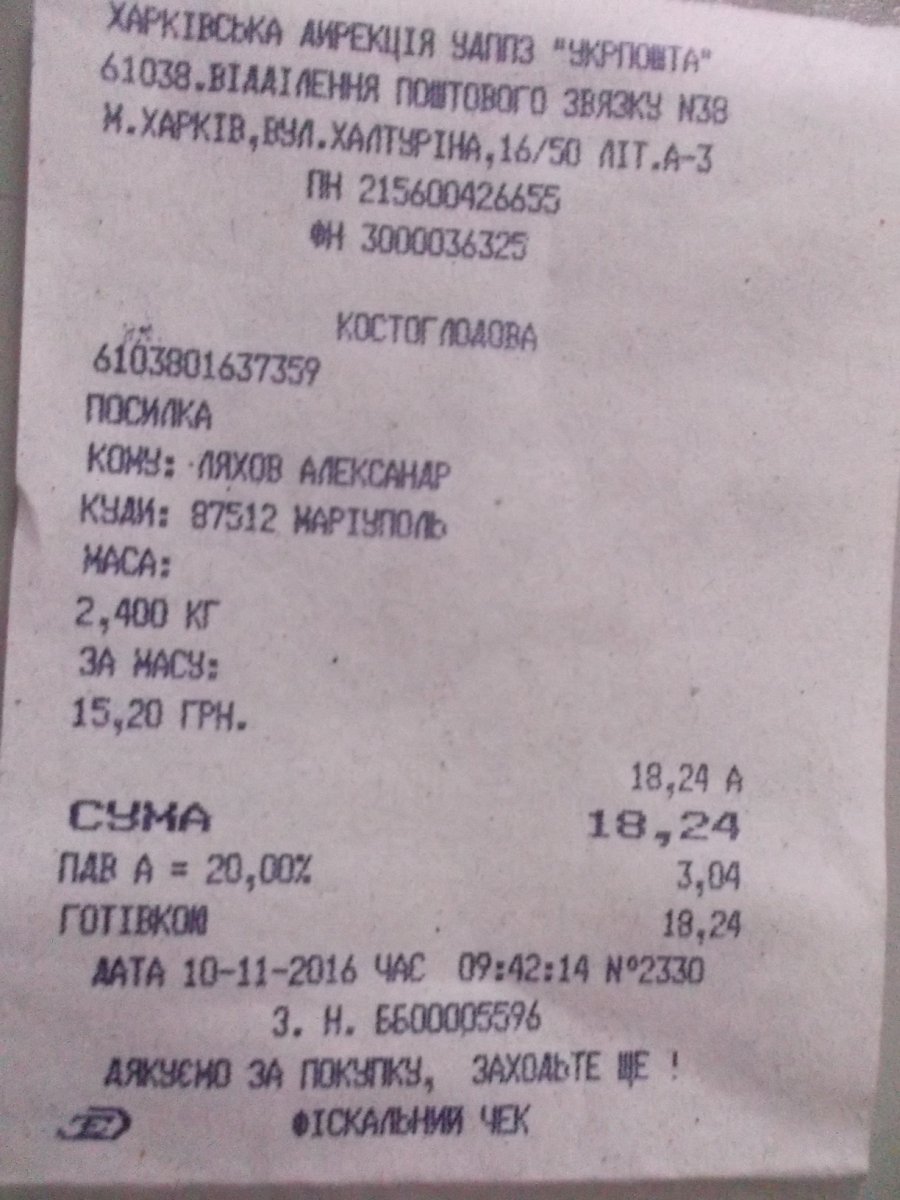 ХАРКІВСЬКА ДИРЕКЦІЯ УДППЗ "УКРПОШТА"
61038.ВІДДІЛЕННЯ ПОШТОВОГО ЗВЯЗКУ N38
М.ХАРКІВ,ВУЛ.ХАЛТУРІНА,16/50 ЛІТ.А-3
ПН 215600426655
ФН 3000036325
КОСТОГЛОДОВА
6103801637359
ПОСИЛКА
КОМУ: ЛЯХОВ АЛЕКСАНДР
КУДИ: 87512 МАРІУПОЛЬ
МАСА:
2,400 КГ
ЗА МАСУ:
15,20 ГРН.
18,24 А
СУМА 18,24
ПДВ А = 20,00% 3,04
ГОТІВКОЮ 18,24
ДАТА 10-11-2016 ЧАС 09:42:14 №2330
З. Н. ББ00005596
ДЯКУЄМО ЗА ПОКУПКУ, ЗАХОДЬТЕ ЩЕ !
ФІСКАЛЬНИЙ ЧЕК